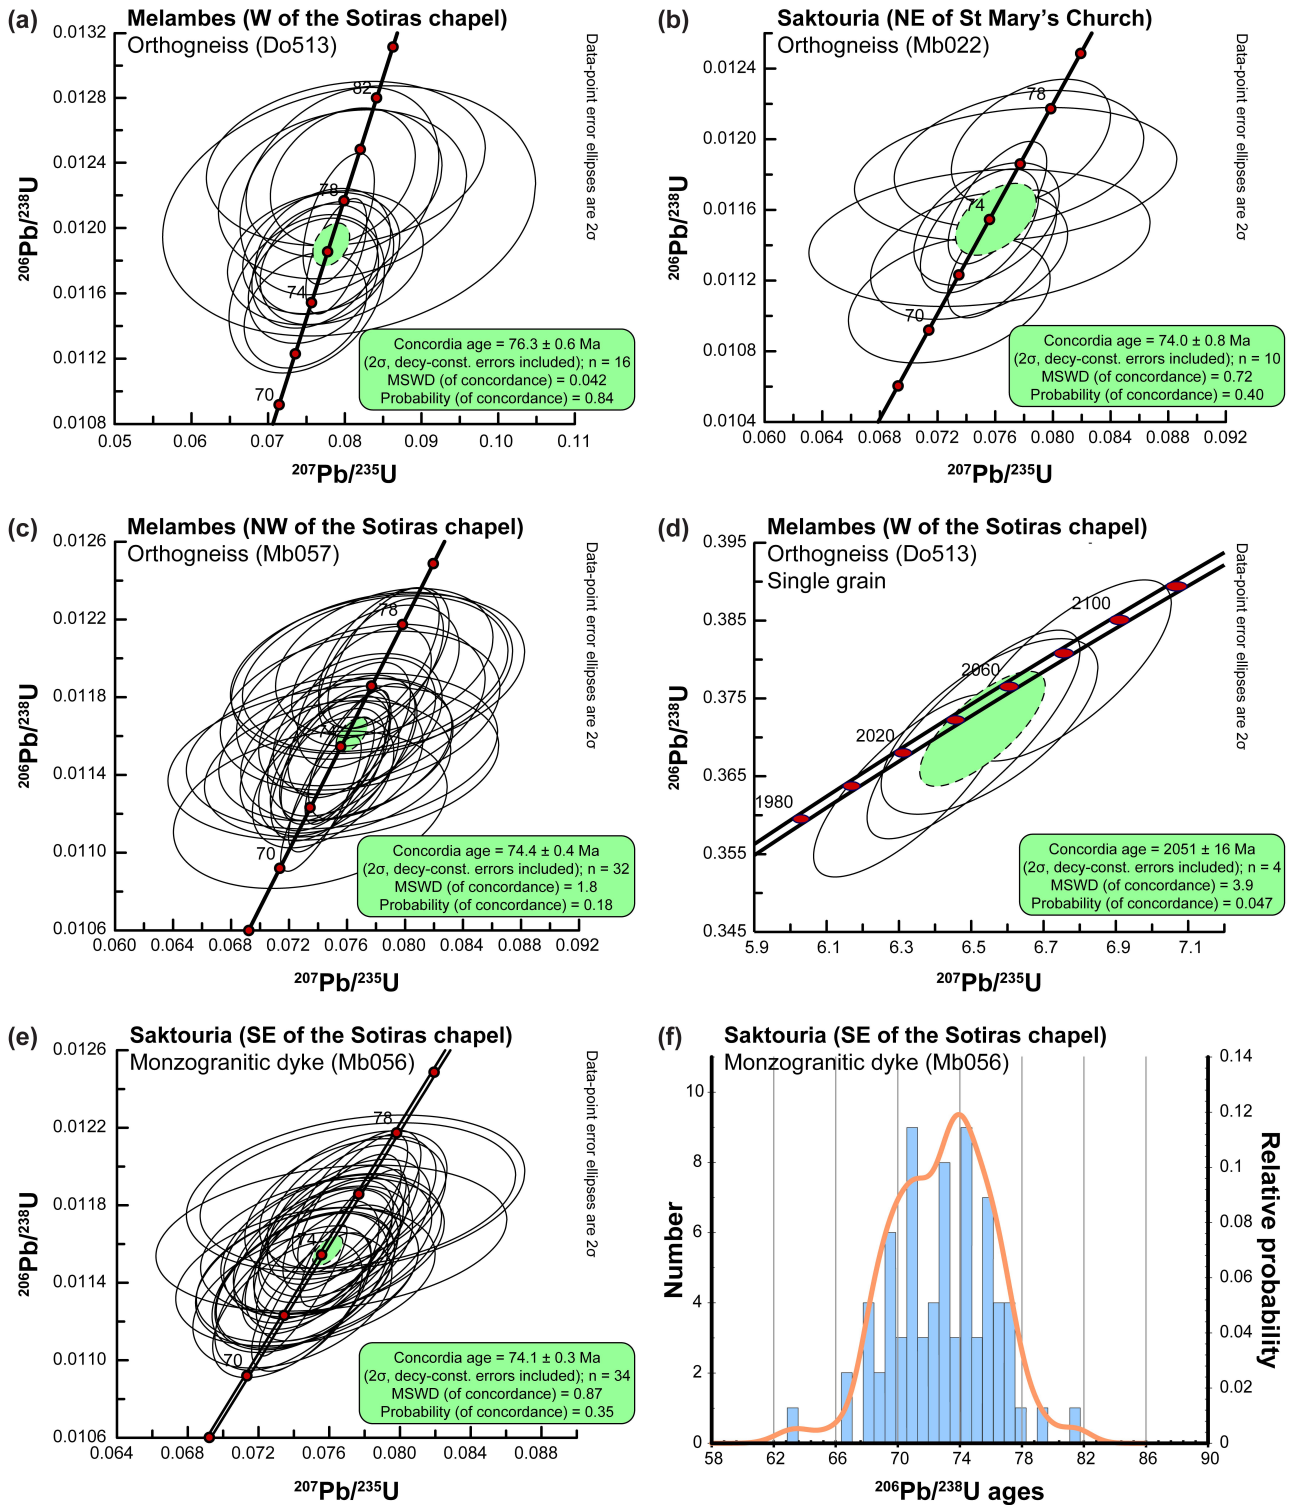 (a) Melambes (W of the Sotiras chapel)
Orthogneiss (Do513)
0.0132
0.0128
0.0124
0.0120
0.0116
0.0112
0.0108
206Pb/238U
82
78
74
70
Data-point error ellipses are 2σ
Concordia age = 76.3 ± 0.6 Ma
(2σ, decy-const. errors included); n = 16
MSWD (of concordance) = 0.042
Probability (of concordance) = 0.84
0.05 0.06 0.07 0.08 0.09 0.10 0.11
207Pb/235U
(b) Saktouria (NE of St Mary's Church)
Orthogneiss (Mb022)
0.0124
0.0120
0.0116
0.0112
0.0108
0.0104
206Pb/238U
78
74
70
Data-point error ellipses are 2σ
Concordia age = 74.0 ± 0.8 Ma
(2σ, decy-const. errors included); n = 10
MSWD (of concordance) = 0.72
Probability (of concordance) = 0.40
0.060 0.064 0.068 0.072 0.076 0.080 0.084 0.088 0.092
207Pb/235U
(c) Melambes (NW of the Sotiras chapel)
Orthogneiss (Mb057)
0.0126
0.0122
0.0118
0.0114
0.0110
0.0106
206Pb/238U
78
70
Data-point error ellipses are 2σ
Concordia age = 74.4 ± 0.4 Ma
(2σ, decy-const. errors included); n = 32
MSWD (of concordance) = 1.8
Probability (of concordance) = 0.18
0.060 0.064 0.068 0.072 0.076 0.080 0.084 0.088 0.092
207Pb/235U
(d) Melambes (W of the Sotiras chapel)
Orthogneiss (Do513)
Single grain
0.395
0.385
0.375
0.365
0.355
0.345
206Pb/238U
2100
2060
2020
1980
Data-point error ellipses are 2σ
Concordia age = 2051 ± 16 Ma
(2σ, decy-const. errors included); n = 4
MSWD (of concordance) = 3.9
Probability (of concordance) = 0.047
5.9 6.1 6.3 6.5 6.7 6.9 7.1
207Pb/235U
(e) Saktouria (SE of the Sotiras chapel)
Monzogranitic dyke (Mb056)
0.0126
0.0122
0.0118
0.0114
0.0110
0.0106
206Pb/238U
78
74
70
Data-point error ellipses are 2σ
Concordia age = 74.1 ± 0.3 Ma
(2σ, decy-const. errors included); n = 34
MSWD (of concordance) = 0.87
Probability (of concordance) = 0.35
0.064 0.068 0.072 0.076 0.080 0.084 0.088
207Pb/235U
(f) Saktouria (SE of the Sotiras chapel)
Monzogranitic dyke (Mb056)
10
8
6
4
2
0
Number
0.14
0.12
0.1
0.08
0.06
0.04
0.02
0
Relative probability
58 62 66 70 74 78 82 86 90
206Pb/238U ages